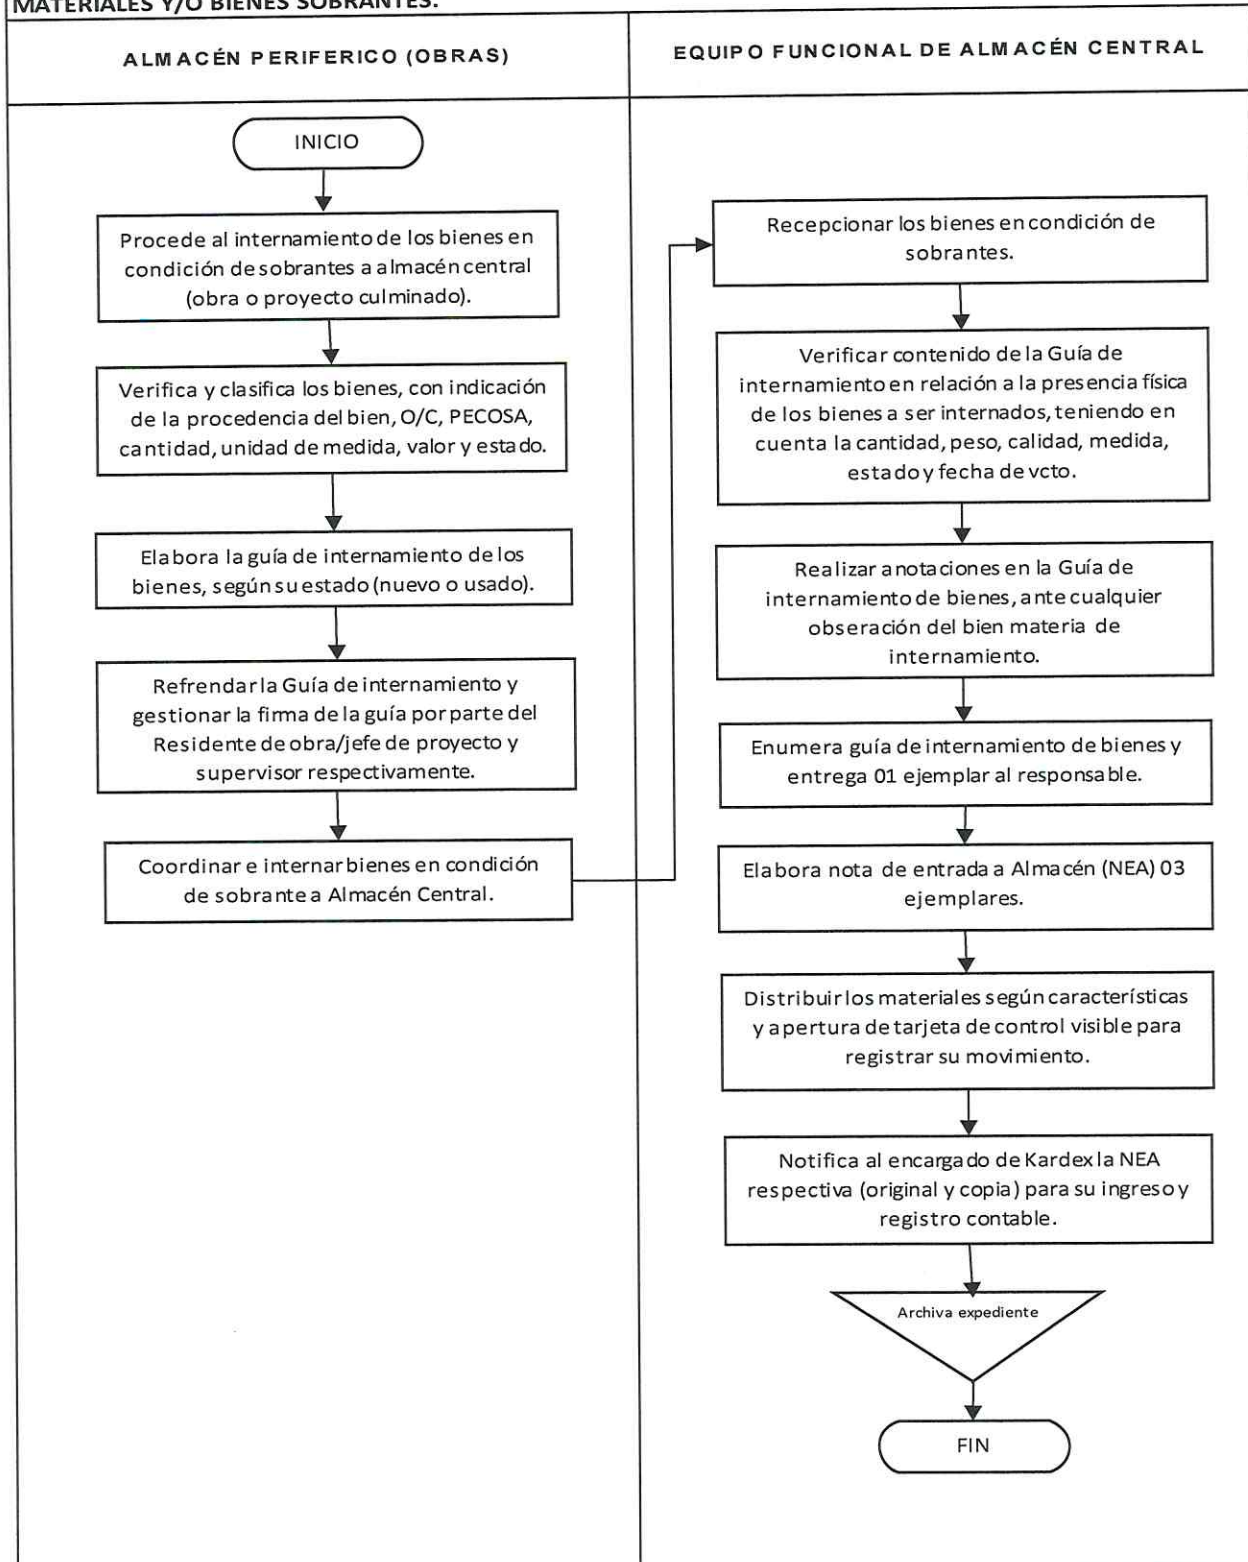 MATERIALES Y/O BIENES SOBRANTES.
ALMACÉN PERIFERICO (OBRAS)
EQUIPO FUNCIONAL DE ALMACÉN CENTRAL
INICIO
Procede al internamiento de los bienes en
condición de sobrantes a almacén central
(obra o proyecto culminado).
Verifica y clasifica los bienes, con indicación
de la procedencia del bien, O/C, PECOSA,
cantidad, unidad de medida, valor y estado.
Elabora la guía de internamiento de los
bienes, según su estado (nuevo o usado).
Refrendar la Guía de internamiento y
gestionar la firma de la guía por parte del
Residente de obra/jefe de proyecto y
supervisor respectivamente.
Coordinar e internar bienes en condición
de sobrante a Almacén Central.
Recepcionar los bienes en condición de
sobrantes.
Verificar contenido de la Guía de
internamiento en relación a la presencia física
de los bienes a ser internados, teniendo en
cuenta la cantidad, peso, calidad, medida,
estado y fecha de vcto.
Realizar anotaciones en la Guía de
internamiento de bienes, ante cualquier
obseración del bien materia de
internamiento.
Enumera guía de internamiento de bienes y
entrega 01 ejemplar al responsable.
Elabora nota de entrada a Almacén (NEA) 03
ejemplares.
Distribuir los materiales según características
y apertura de tarjeta de control visible para
registrar su movimiento.
Notifica al encargado de Kardex la NEA
respectiva (original y copia) para su ingreso y
registro contable.
Archiva expediente
FIN